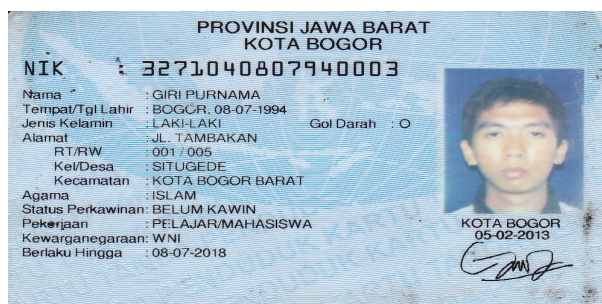 PROVINSI JAWA BARAT
KOTA BOGOR
NIK : 3271040807940003
Nama : GIRI PURNAMA
Tempat/Tgl Lahir : BOGOR, 08-07-1994
Jenis Kelamin : LAKI-LAKI Gol Darah : O
Alamat : JL. TAMBAKAN
RT/RW : 001 / 005
Kel/Desa : SITUGEDE
Kecamatan : KOTA BOGOR BARAT
Agama : ISLAM
Status Perkawinan: BELUM KAWIN
Pekerjaan : PELAJAR/MAHASISWA
Kewarganegaraan: WNI
Berlaku Hingga : 08-07-2018
KOTA BOGOR
05-02-2013